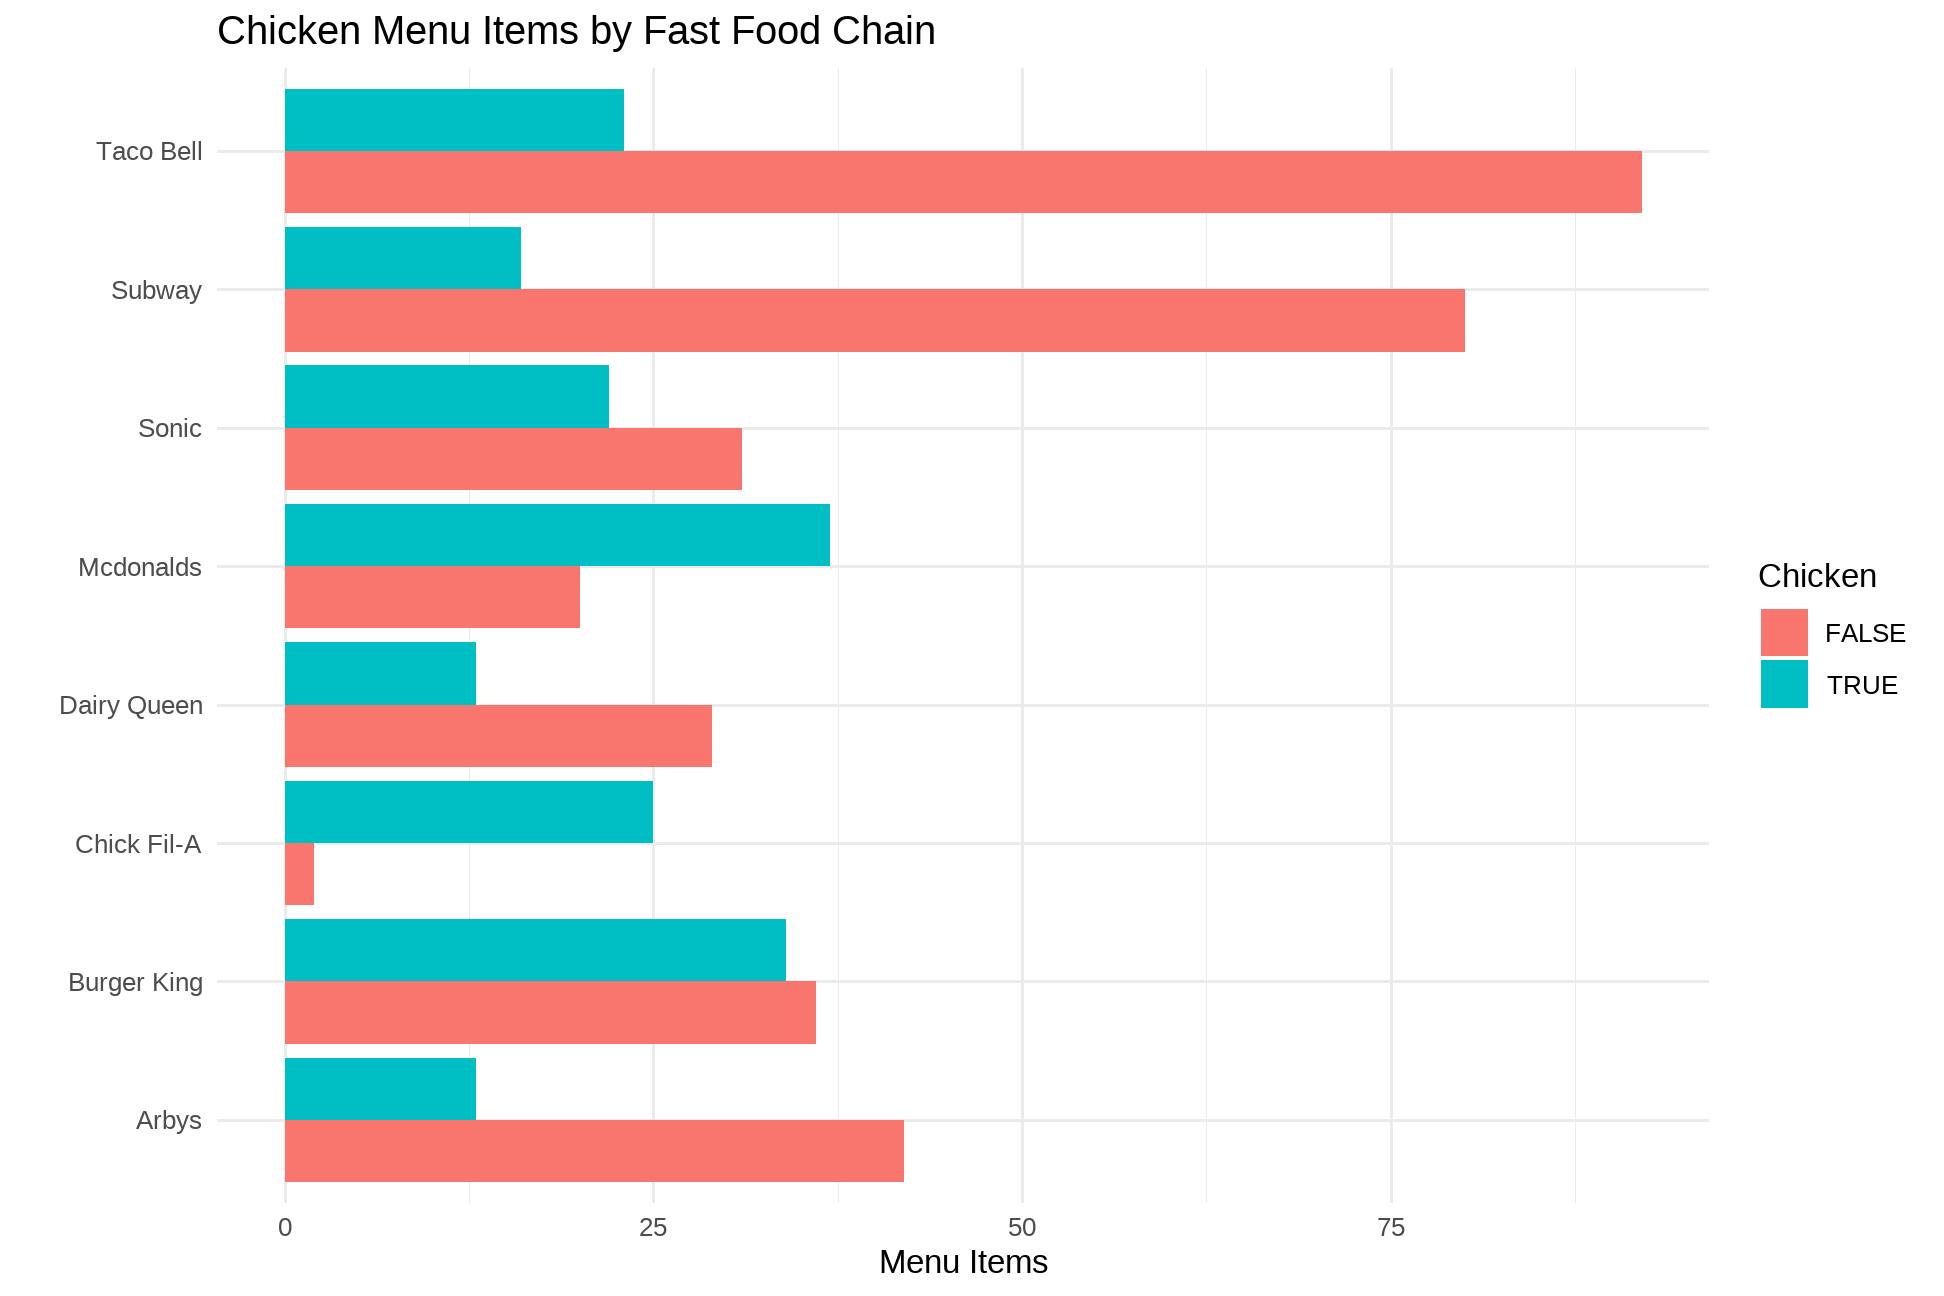 Chicken Menu Items by Fast Food Chain
Taco Bell
Subway
Sonic
Mcdonalds
Dairy Queen
Chick Fil-A
Burger King
Arbys
0 25 50 75
Menu Items
Chicken
FALSE
TRUE